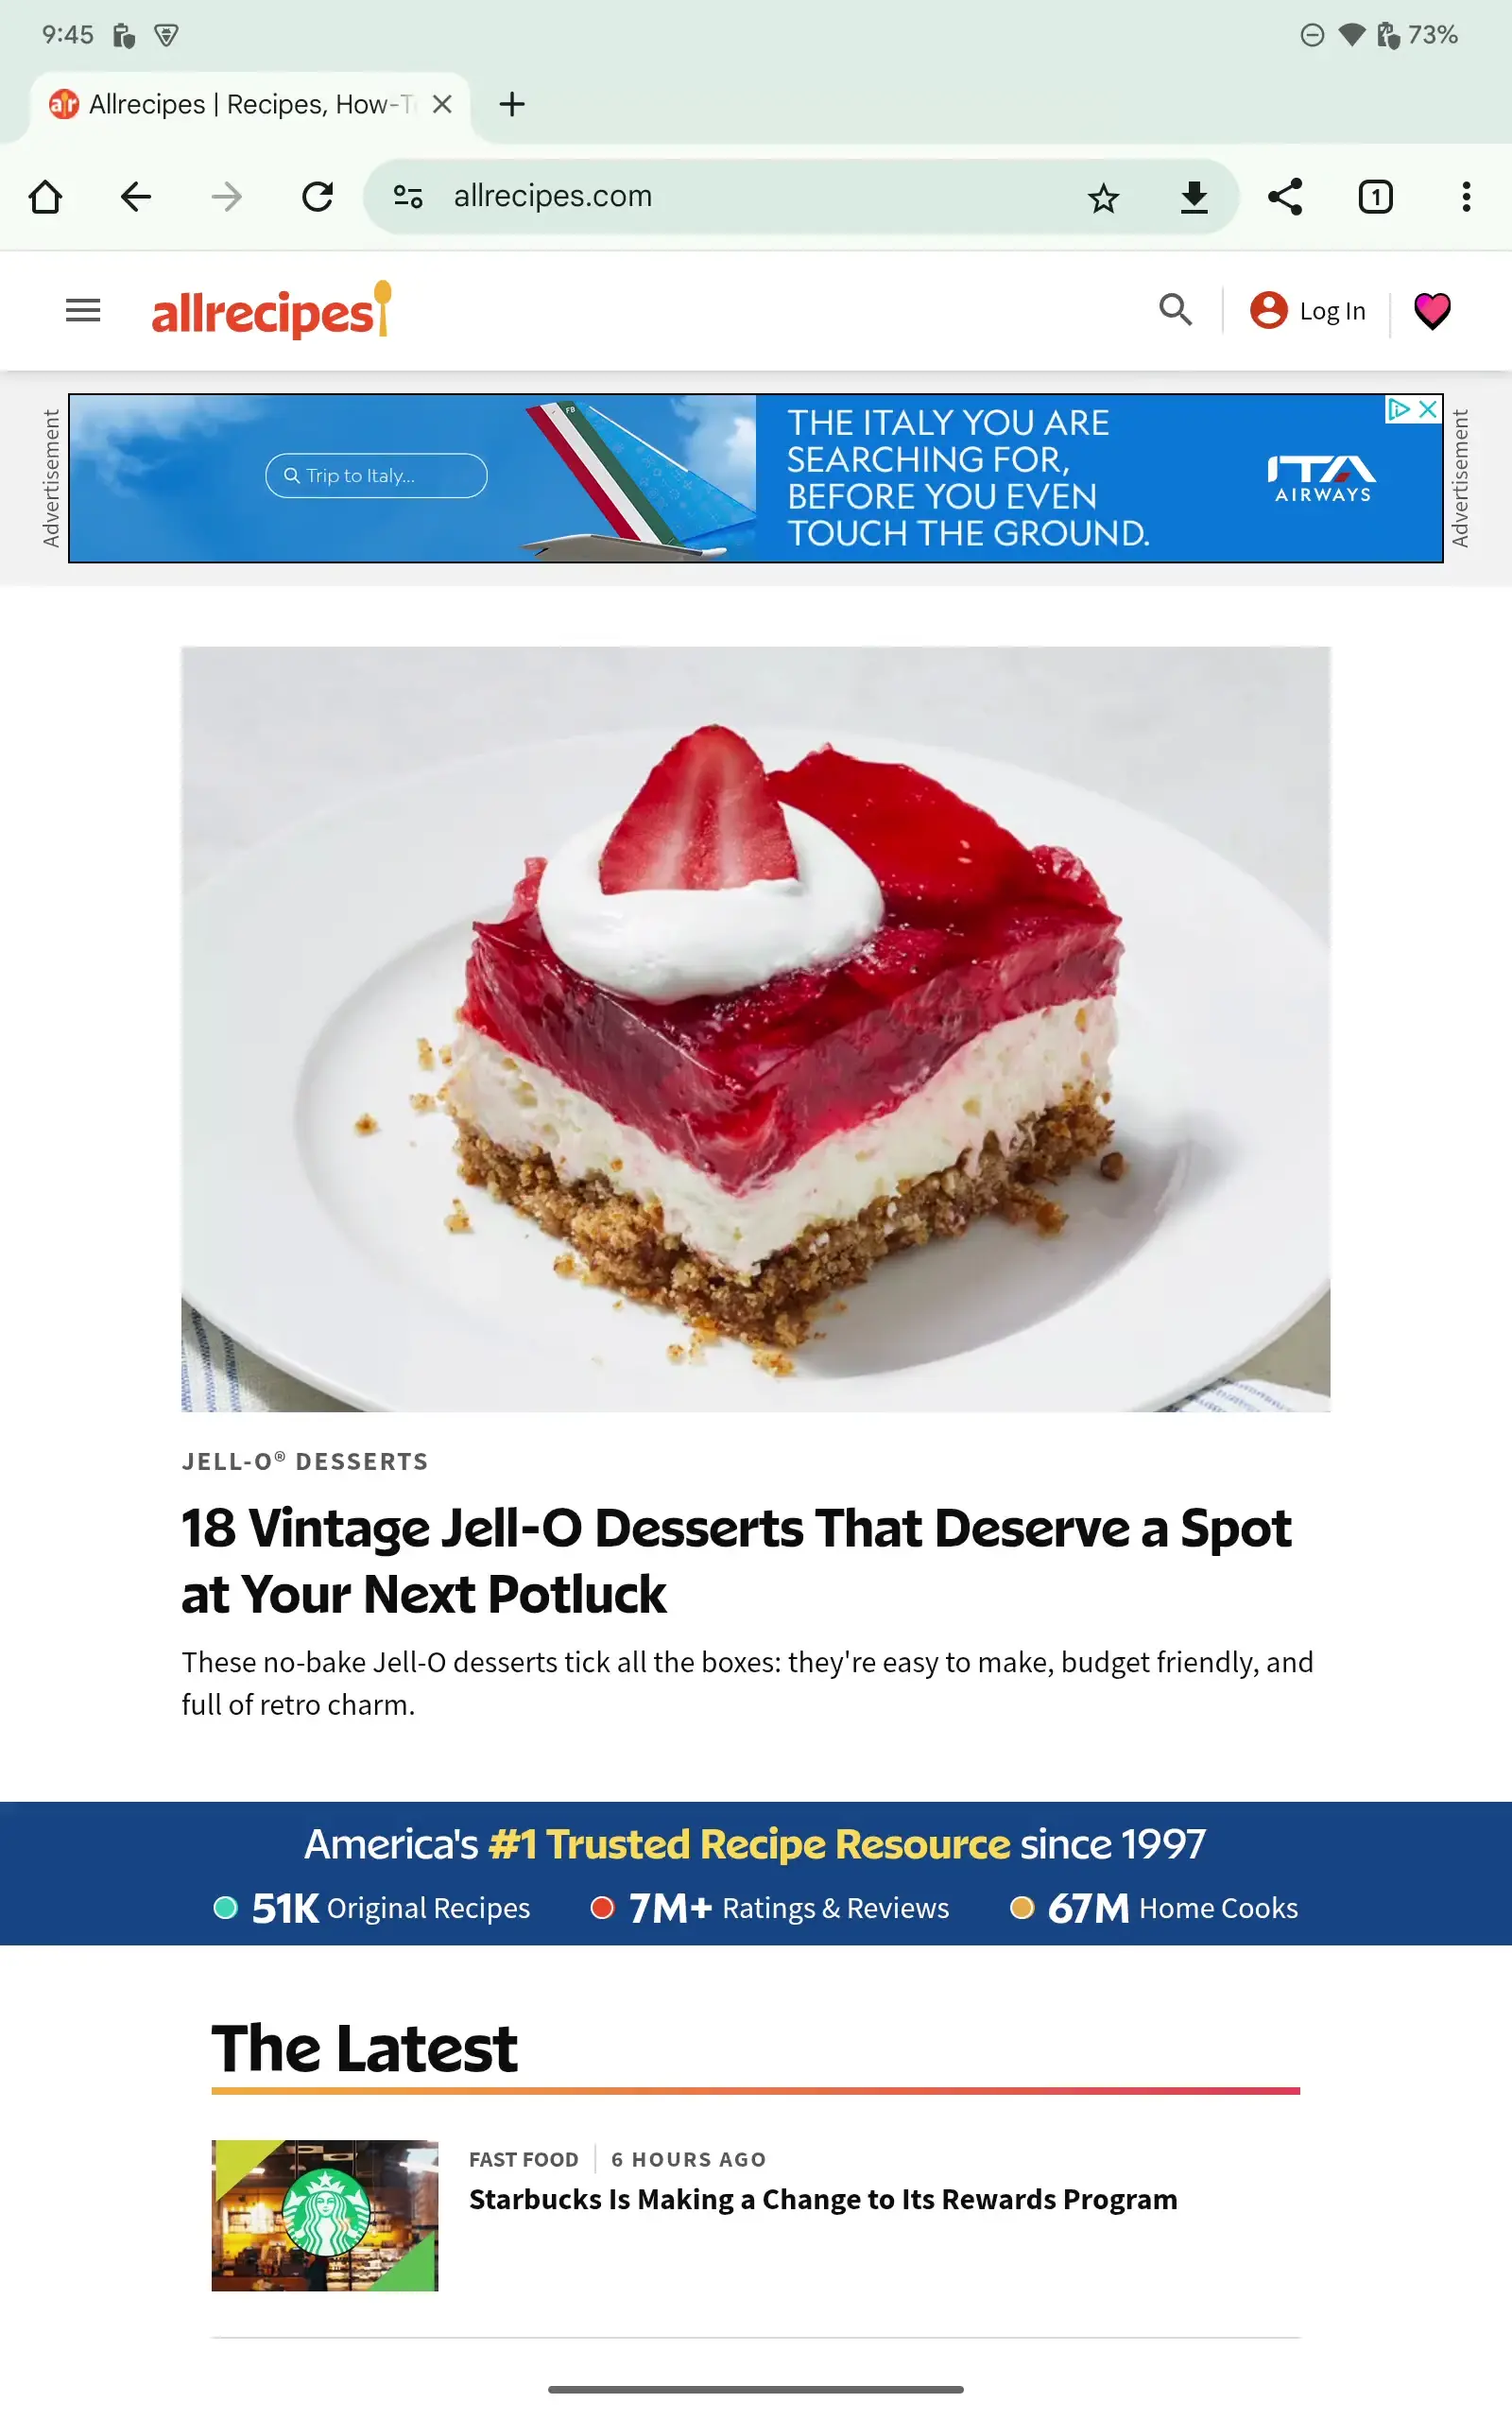 9:45
73%
Allrecipes | Recipes, How-T
allrecipes.com
1
allrecipes
Log In
Advertisement
Trip to Italy...
FB
THE ITALY YOU ARE
SEARCHING FOR,
BEFORE YOU EVEN
TOUCH THE GROUND.
ITA
AIRWAYS
Advertisement
JELL-O® DESSERTS
18 Vintage Jell-O Desserts That Deserve a Spot
at Your Next Potluck
These no-bake Jell-O desserts tick all the boxes: they're easy to make, budget friendly, and
full of retro charm.
America's #1 Trusted Recipe Resource since 1997
51K Original Recipes 7M+ Ratings & Reviews 67M Home Cooks
The Latest
FAST FOOD 6 HOURS AGO
Starbucks Is Making a Change to Its Rewards Program